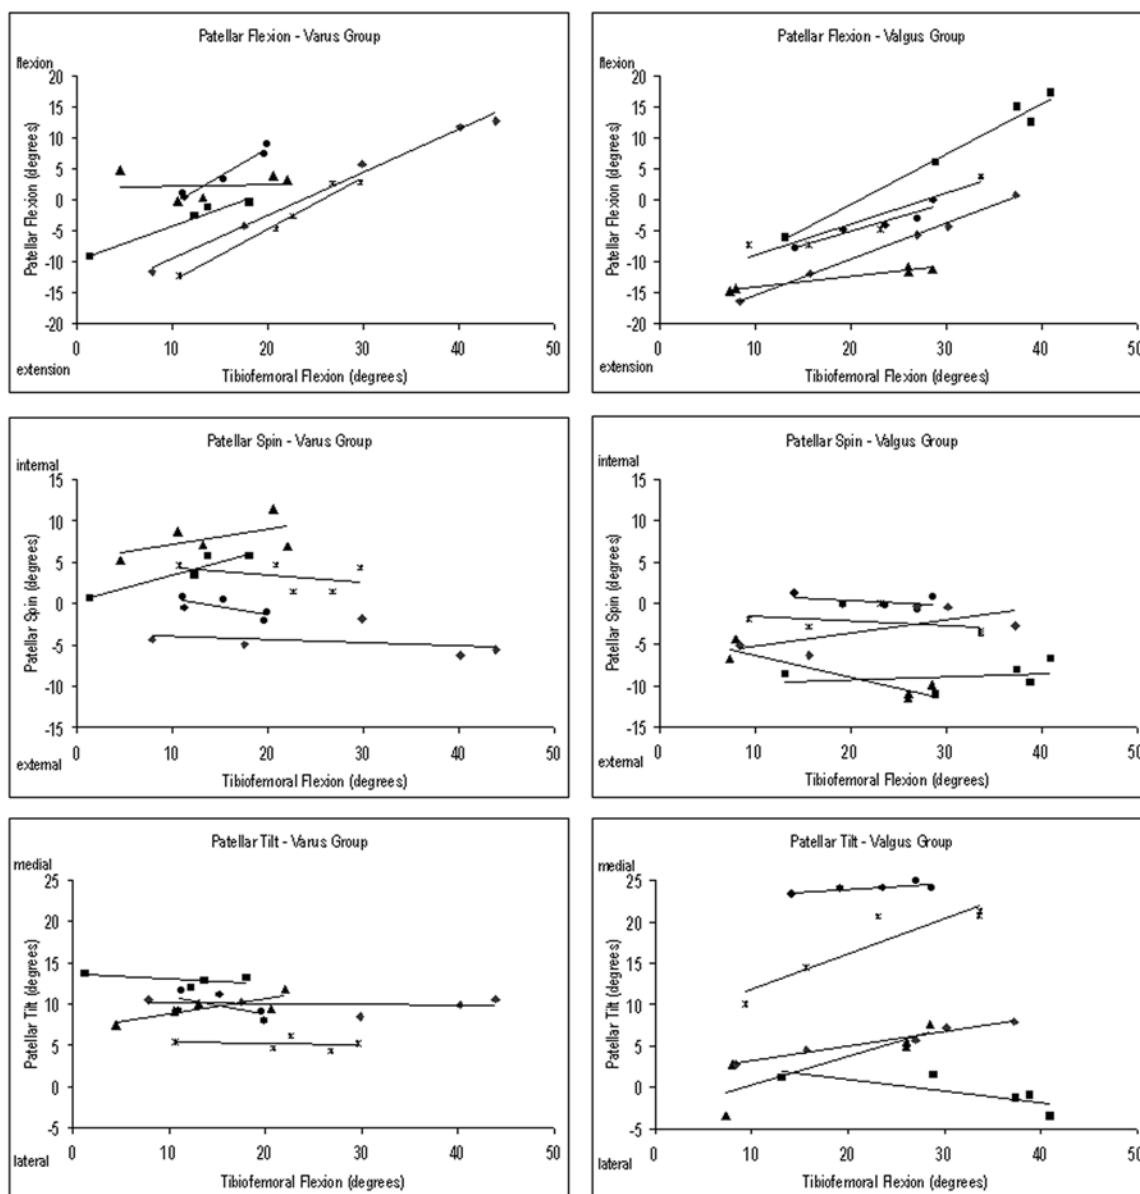 Patellar Flexion - Varus Group
flexion
20
15
10
5
0
-5
-10
-15
-20
Patellar Flexion (degrees)
0 10 20 30 40 50
extension
Tibiofemoral Flexion (degrees)
Patellar Flexion - Valgus Group
flexion
20
15
10
5
0
-5
-10
-15
-20
Patellar Flexion (degrees)
0 10 20 30 40 50
extension
Tibiofemoral Flexion (degrees)
Patellar Spin - Varus Group
internal
15
10
5
0
-5
-10
-15
Patellar Spin (degrees)
0 10 20 30 40 50
external
Tibiofemoral Flexion (degrees)
Patellar Spin - Valgus Group
internal
15
10
5
0
-5
-10
-15
Patellar Spin (degrees)
0 10 20 30 40 50
external
Tibiofemoral Flexion (degrees)
Patellar Tilt - Varus Group
medial
25
20
15
10
5
0
-5
Patellar Tilt (degrees)
0 10 20 30 40 50
lateral
Tibiofemoral Flexion (degrees)
Patellar Tilt - Valgus Group
medial
25
20
15
10
5
0
-5
Patellar Tilt (degrees)
0 10 20 30 40 50
lateral
Tibiofemoral Flexion (degrees)